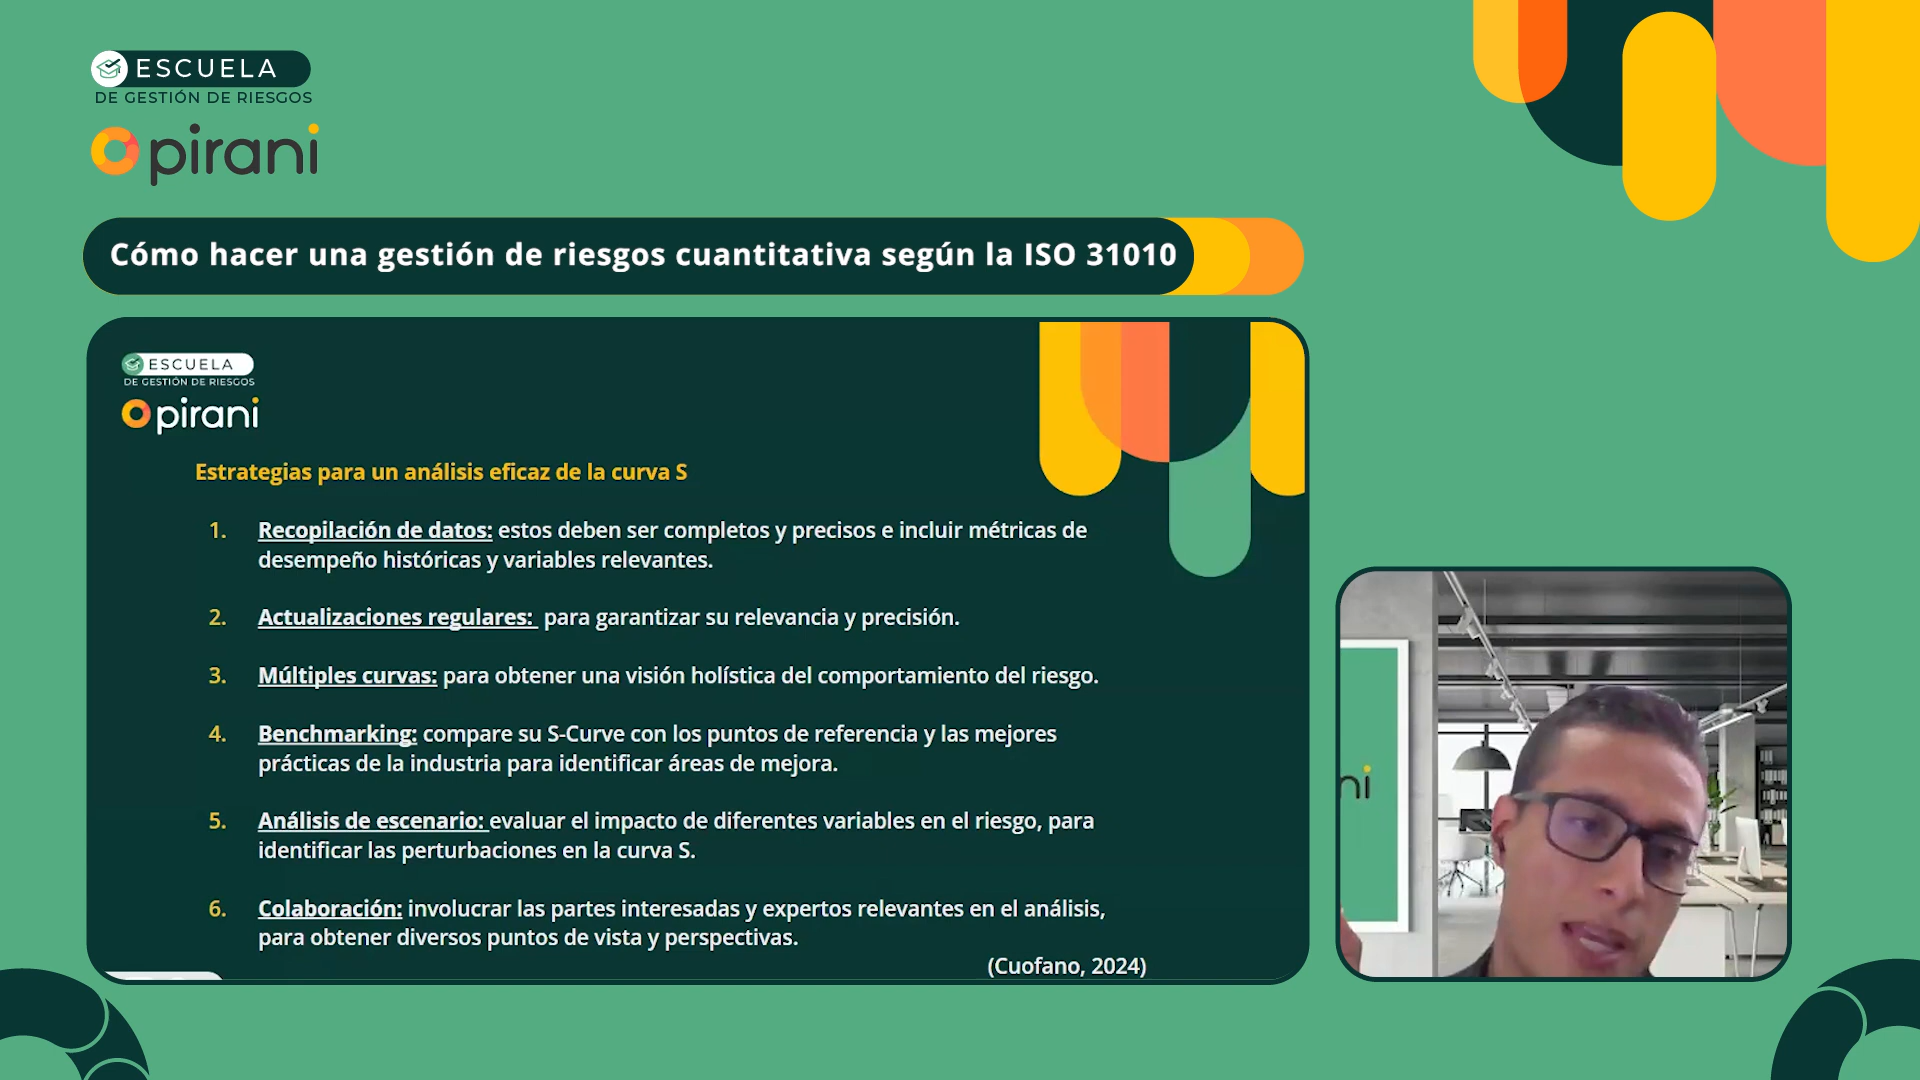 ESCUELA
DE GESTIÓN DE RIESGOS
pirani
Cómo hacer una gestión de riesgos cuantitativa según la ISO 31010
ESCUELA
DE GESTIÓN DE RIESGOS
pirani
Estrategias para un análisis eficaz de la curva S
1. Recopilación de datos: estos deben ser completos y precisos e incluir métricas de
desempeño históricas y variables relevantes.
2. Actualizaciones regulares: para garantizar su relevancia y precisión.
3. Múltiples curvas: para obtener una visión holística del comportamiento del riesgo.
4. Benchmarking: compare su S-Curve con los puntos de referencia y las mejores
prácticas de la industria para identificar áreas de mejora.
5. Análisis de escenario: evaluar el impacto de diferentes variables en el riesgo, para
identificar las perturbaciones en la curva S.
6. Colaboración: involucrar las partes interesadas y expertos relevantes en el análisis,
para obtener diversos puntos de vista y perspectivas.
(Cuofano, 2024)
ni